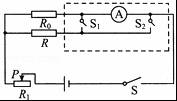 R₀ A S₁ S₂
R
P
R₁ S